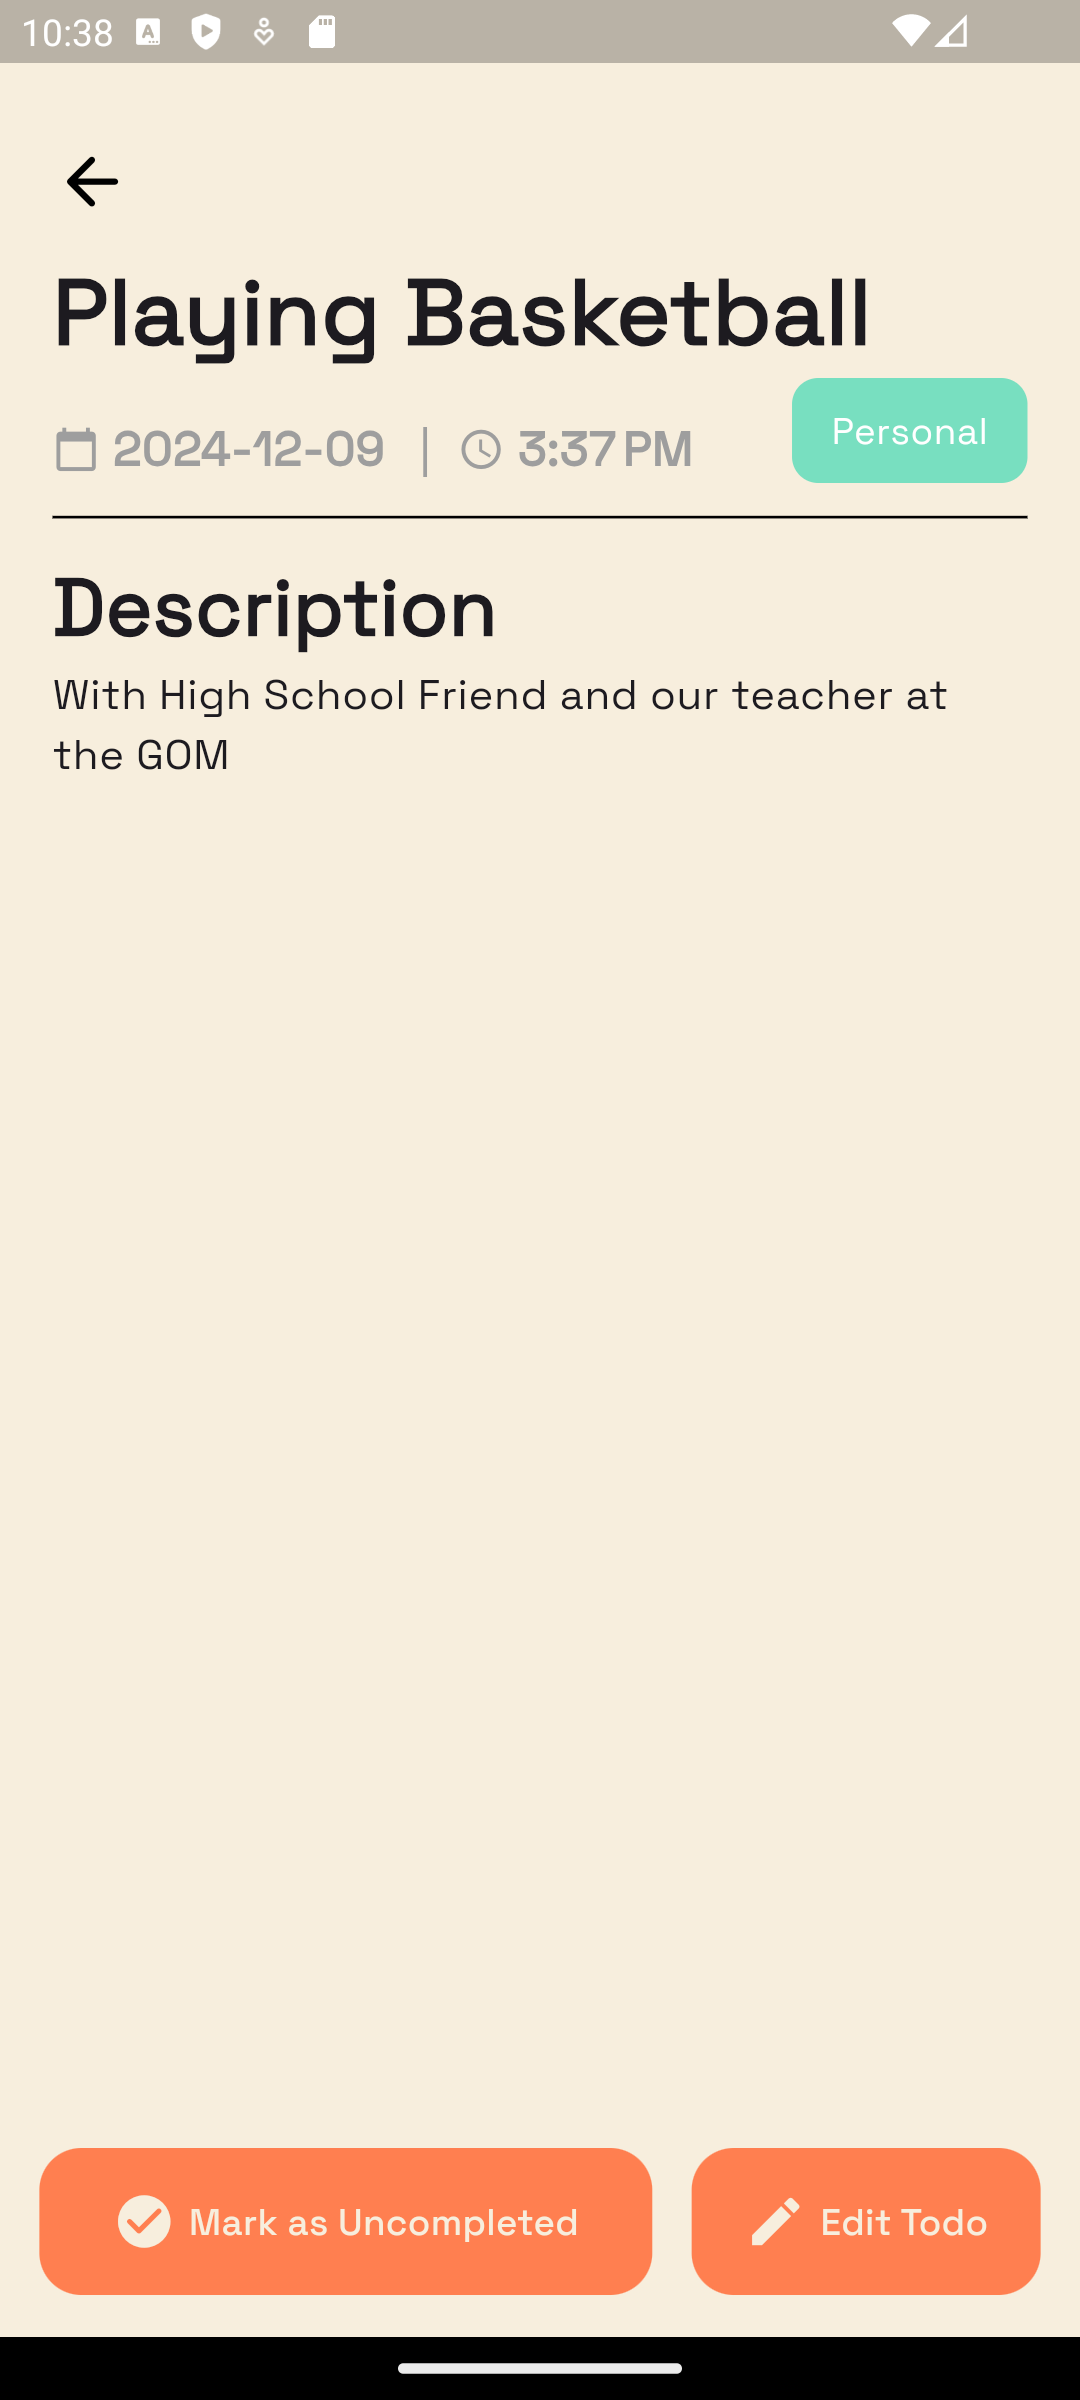 10:38
Playing Basketball
2024-12-09 | 3:37 PM
Personal
Description
With High School Friend and our teacher at
the GOM
Mark as Uncompleted
Edit Todo